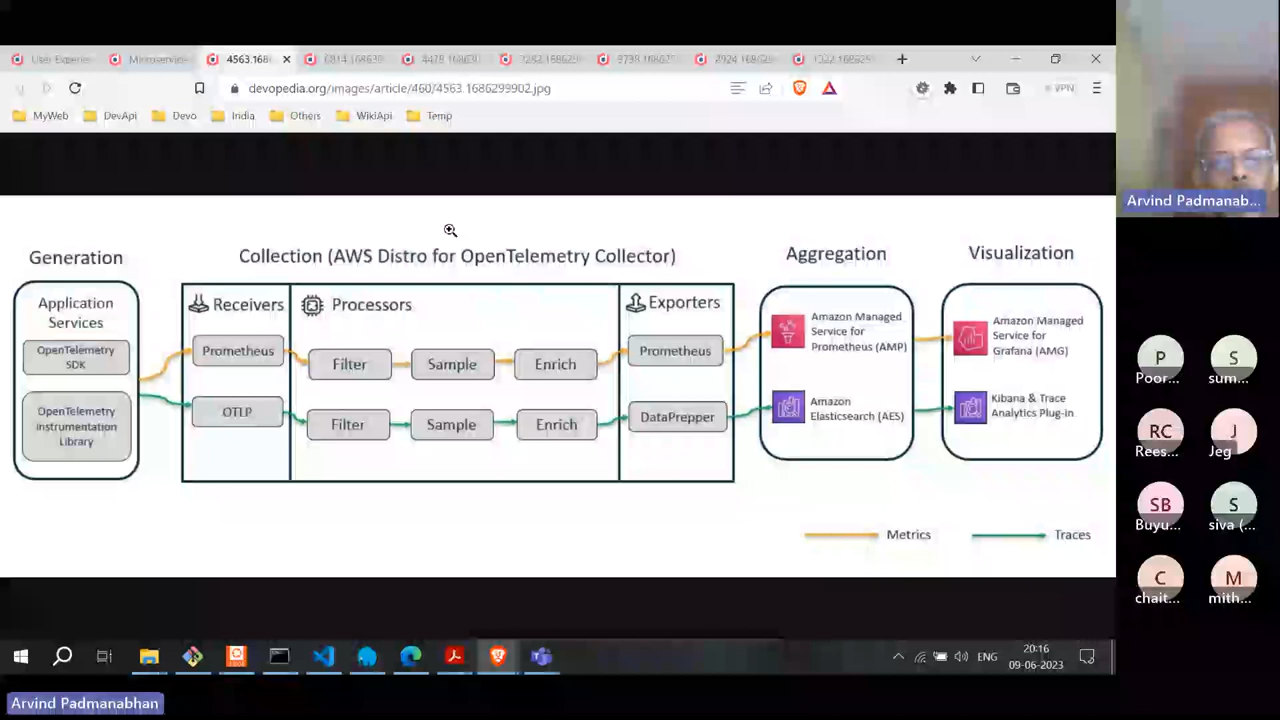 4563.168
devopedia.org/images/article/460/4563.1686299902.jpg
VPN
MyWeb
DevApi
Devo
India
Others
WikiApi
Temp
Generation
Collection (AWS Distro for OpenTelemetry Collector)
Aggregation
Visualization
Application
Services
OpenTelemetry
SDK
OpenTelemetry
Instrumentation
Library
Receivers
Processors
Exporters
Prometheus
Filter
Sample
Enrich
Prometheus
OTLP
Filter
Sample
Enrich
DataPrepper
Amazon Managed
Service for
Prometheus (AMP)
Amazon
Elasticsearch (AES)
Amazon Managed
Service for
Grafana (AMG)
Kibana & Trace
Analytics Plug-in
Metrics
Traces
Arvind Padmanab...
P
Poor...
S
sum...
RC
Rees...
J
Jeg
SB
Buyu...
S
siva (...
C
chait...
M
mith...
ENG
20:16
09-06-2023
Arvind Padmanabhan